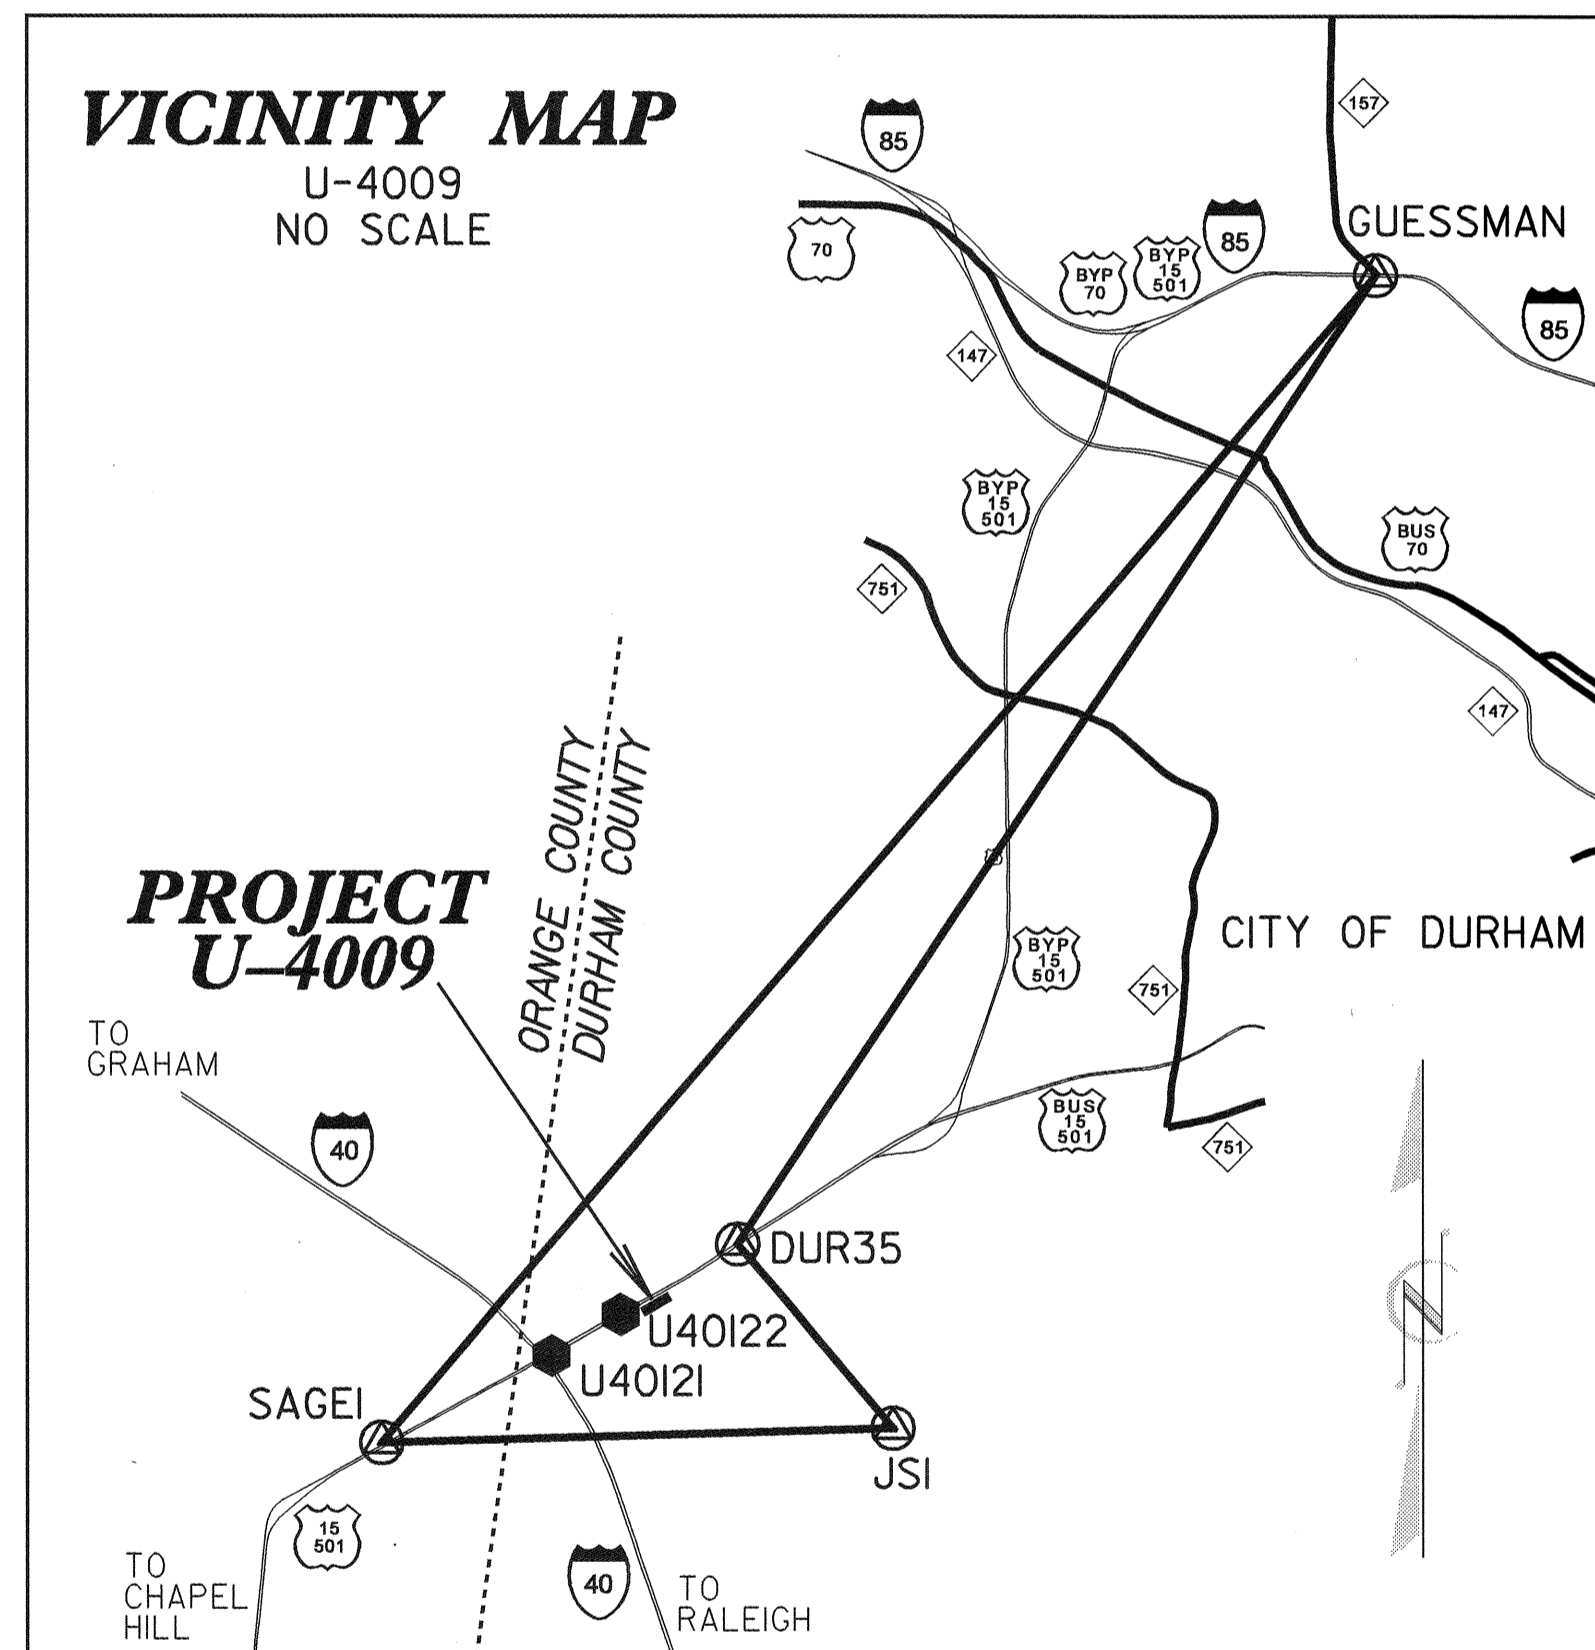 VICINITY MAP
U-4009
NO SCALE
85
157
70
BYP
70
BYP
15
501
85
GUESSMAN
85
147
BYP
15
501
BUS
70
751
147
ORANGE COUNTY
DURHAM COUNTY
PROJECT
U-4009
CITY OF DURHAM
BYP
15
501
751
TO
GRAHAM
40
BUS
15
501
751
DUR35
N
U40122
U40121
SAGE1
JS1
15
501
40
TO
CHAPEL
HILL
TO
RALEIGH